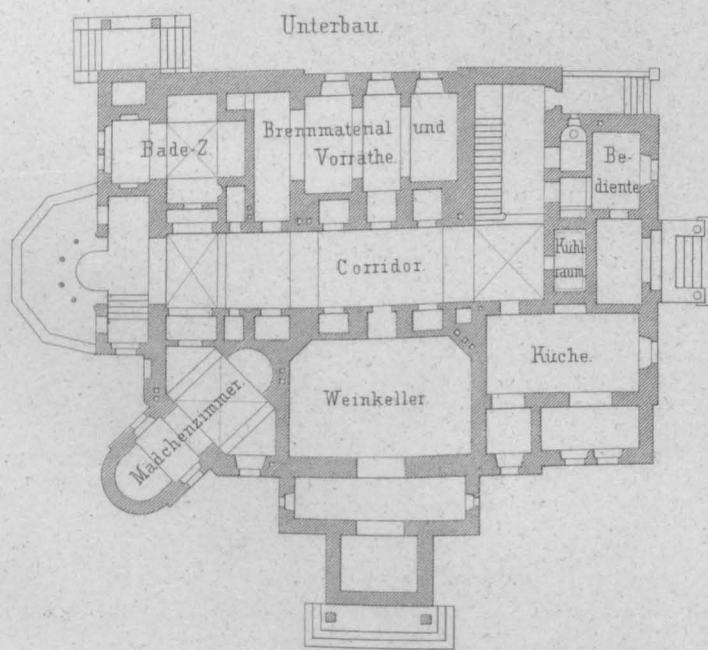 Unterbau.
Brennmaterial und
Vorräthe.
Bade-Z.
Be-
diente
Corridor.
Kühl-
raum.
Küche.
Weinkeller.
Mädchenzimmer.